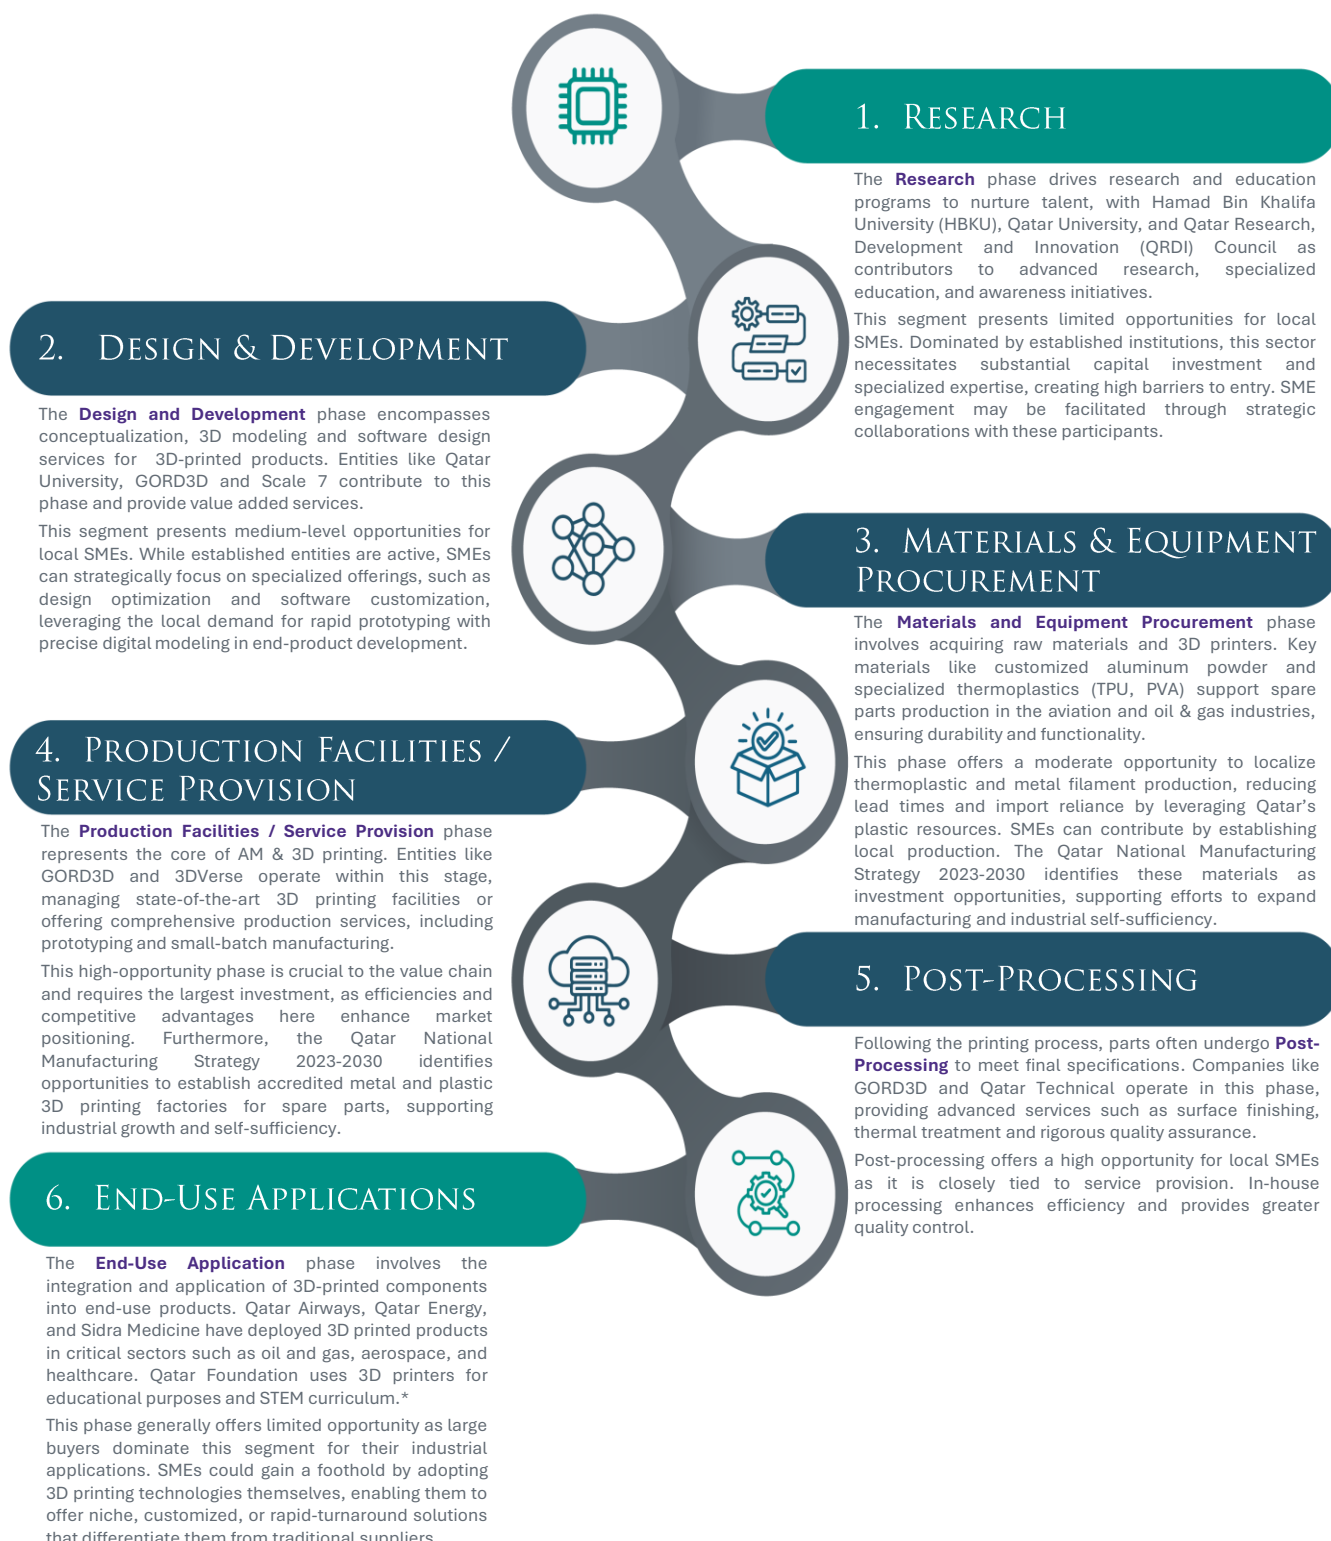 1. Research
The Research phase drives research and education
programs to nurture talent, with Hamad Bin Khalifa
University (HBKU), Qatar University, and Qatar Research,
Development and Innovation (QRDI) Council as
contributors to advanced research, specialized
education, and awareness initiatives.
This segment presents limited opportunities for local
SMEs. Dominated by established institutions, this sector
necessitates substantial capital investment and
specialized expertise, creating high barriers to entry. SME
engagement may be facilitated through strategic
collaborations with these participants.
2. Design & Development
The Design and Development phase encompasses
conceptualization, 3D modeling and software design
services for 3D-printed products. Entities like Qatar
University, GORD3D and Scale 7 contribute to this
phase and provide value added services.
This segment presents medium-level opportunities for
local SMEs. While established entities are active, SMEs
can strategically focus on specialized offerings, such as
design optimization and software customization,
leveraging the local demand for rapid prototyping with
precise digital modeling in end-product development.
3. Materials & Equipment
Procurement
The Materials and Equipment Procurement phase
involves acquiring raw materials and 3D printers. Key
materials like customized aluminum powder and
specialized thermoplastics (TPU, PVA) support spare
parts production in the aviation and oil & gas industries,
ensuring durability and functionality.
This phase offers a moderate opportunity to localize
thermoplastic and metal filament production, reducing
lead times and import reliance by leveraging Qatar’s
plastic resources. SMEs can contribute by establishing
local production. The Qatar National Manufacturing
Strategy 2023-2030 identifies these materials as
investment opportunities, supporting efforts to expand
manufacturing and industrial self-sufficiency.
4. Production Facilities /
Service Provision
The Production Facilities / Service Provision phase
represents the core of AM & 3D printing. Entities like
GORD3D and 3DVerse operate within this stage,
managing state-of-the-art 3D printing facilities or
offering comprehensive production services, including
prototyping and small-batch manufacturing.
This high-opportunity phase is crucial to the value chain
and requires the largest investment, as efficiencies and
competitive advantages here enhance market
positioning. Furthermore, the Qatar National
Manufacturing Strategy 2023-2030 identifies
opportunities to establish accredited metal and plastic
3D printing factories for spare parts, supporting
industrial growth and self-sufficiency.
5. Post-Processing
Following the printing process, parts often undergo Post-
Processing to meet final specifications. Companies like
GORD3D and Qatar Technical operate in this phase,
providing advanced services such as surface finishing,
thermal treatment and rigorous quality assurance.
Post-processing offers a high opportunity for local SMEs
as it is closely tied to service provision. In-house
processing enhances efficiency and provides greater
quality control.
6. End-Use Applications
The End-Use Application phase involves the
integration and application of 3D-printed components
into end-use products. Qatar Airways, Qatar Energy,
and Sidra Medicine have deployed 3D printed products
in critical sectors such as oil and gas, aerospace, and
healthcare. Qatar Foundation uses 3D printers for
educational purposes and STEM curriculum.*
This phase generally offers limited opportunity as large
buyers dominate this segment for their industrial
applications. SMEs could gain a foothold by adopting
3D printing technologies themselves, enabling them to
offer niche, customized, or rapid-turnaround solutions
that differentiate them from traditional suppliers.